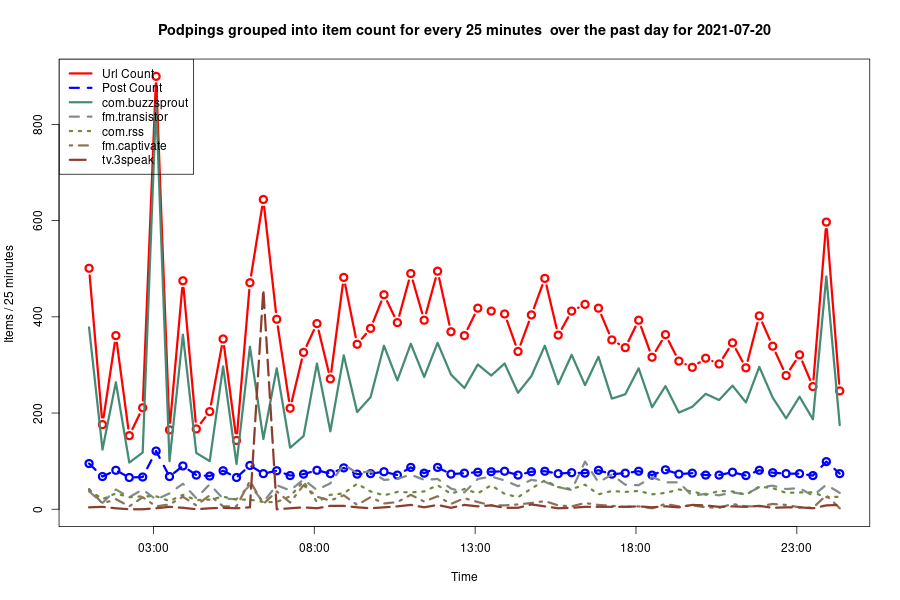 Podpings grouped into item count for every 25 minutes  over the past day for 2021-07-20
Url Count
Post Count
com.buzzsprout
fm.transistor
com.rss
fm.captivate
tv.3speak
Items / 25 minutes
800
600
400
200
0
03:00 08:00 13:00 18:00 23:00
Time